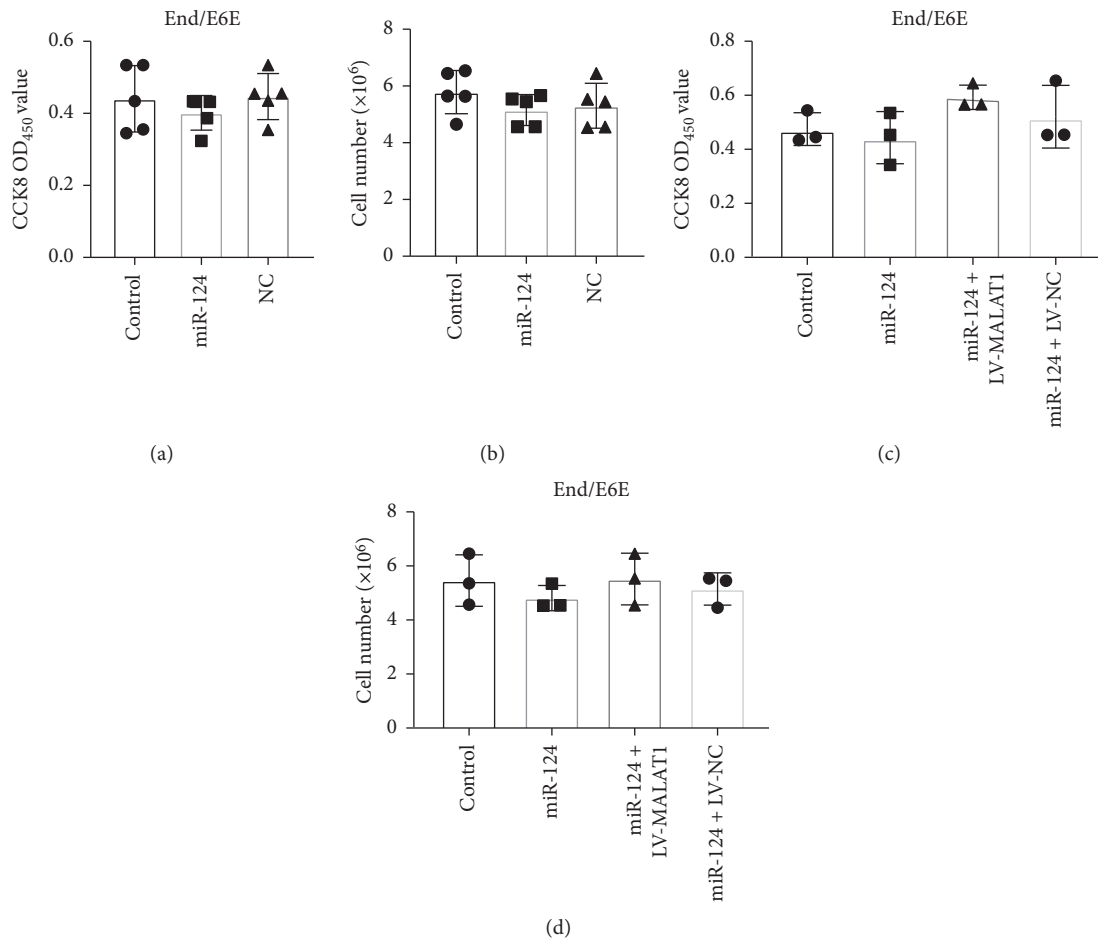 End/E6E
CCK8 OD450 value
0.6
0.4
0.2
0.0
Control
miR-124
NC
(a)
Cell number (×10⁶)
8
6
4
2
0
Control
miR-124
NC
(b)
End/E6E
CCK8 OD450 value
0.8
0.6
0.4
0.2
0.0
Control
miR-124
miR-124 +
LV-MALAT1
miR-124 + LV-NC
(c)
End/E6E
Cell number (×10⁶)
8
6
4
2
0
Control
miR-124
miR-124 +
LV-MALAT1
miR-124 + LV-NC
(d)